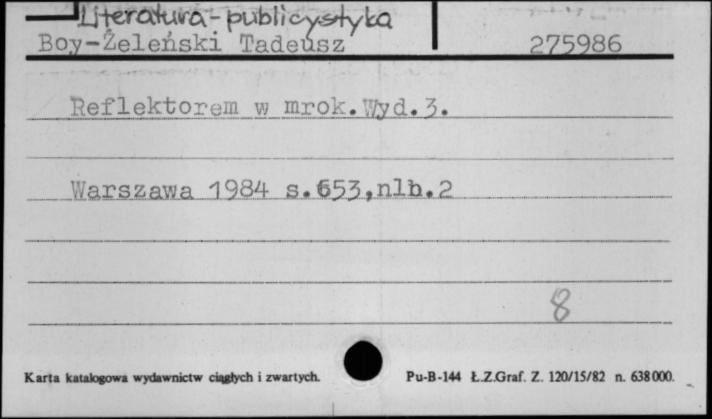 Literatura-publicystyka
Boy-Żeleński Tadeusz 275986
Reflektorem w mrok.Wyd.3.
Warszawa 1984 s.653,nlb.2
8
Karta katalogowa wydawnictw ciągłych i zwartych. Pu-B-144 Ł.Z.Graf. Z. 120/15/82 n. 638000.